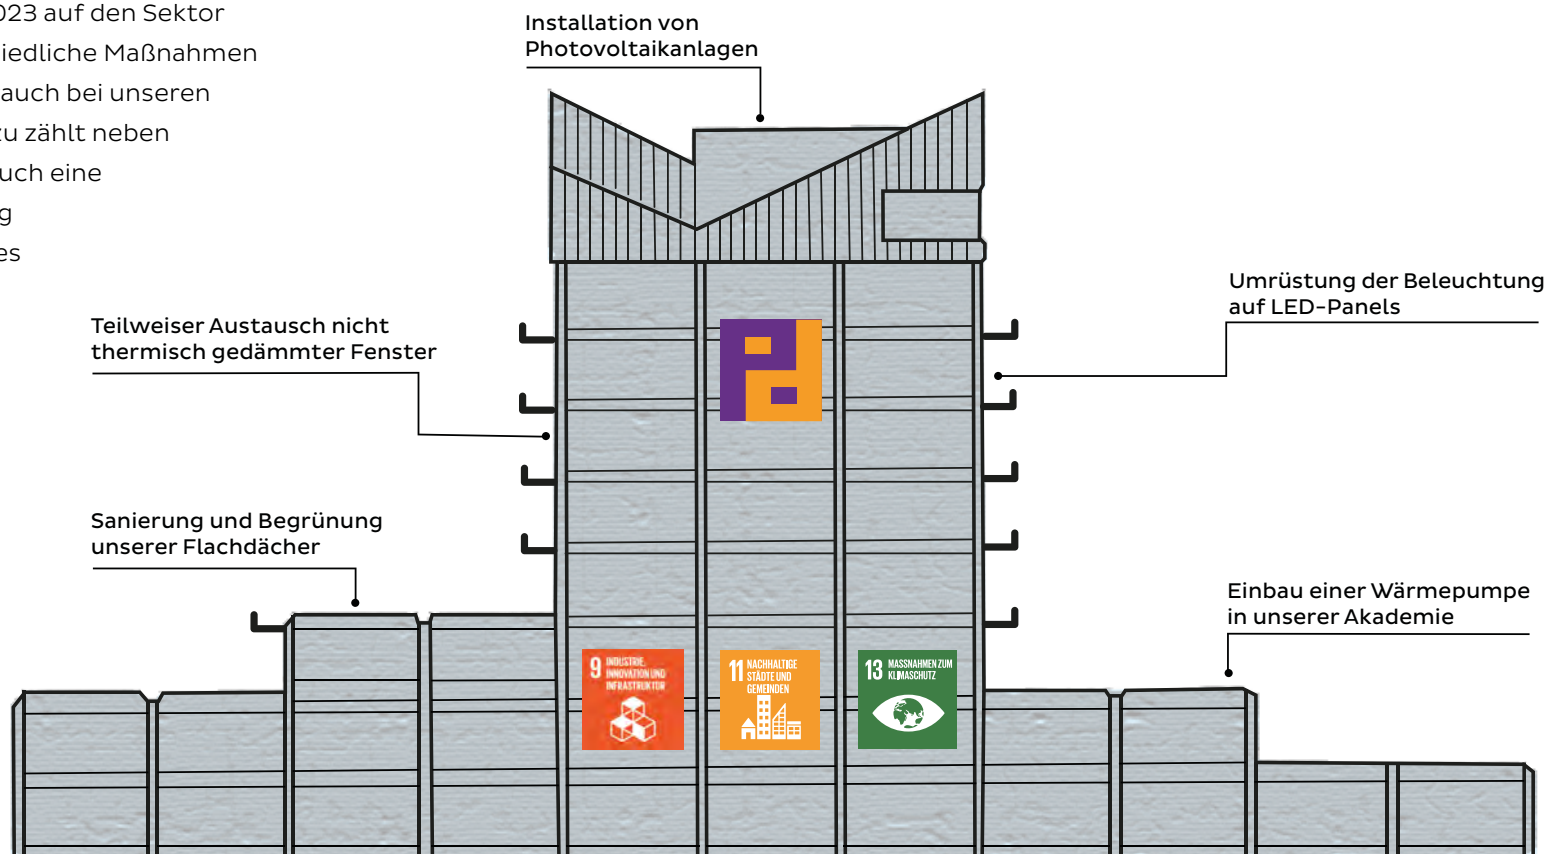 023 auf den Sektor
iedliche Maßnahmen
auch bei unseren
zu zählt neben
uch eine
g
es
Installation von
Photovoltaikanlagen
Umrüstung der Beleuchtung
auf LED-Panels
Teilweiser Austausch nicht
thermisch gedämmter Fenster
Pd
Sanierung und Begrünung
unserer Flachdächer
Einbau einer Wärmepumpe
in unserer Akademie
9 INDUSTRIE,
INNOVATION UND
INFRASTRUKTUR
11 NACHHALTIGE
STÄDTE UND
GEMEINDEN
13 MASSNAHMEN ZUM
KLIMASCHUTZ